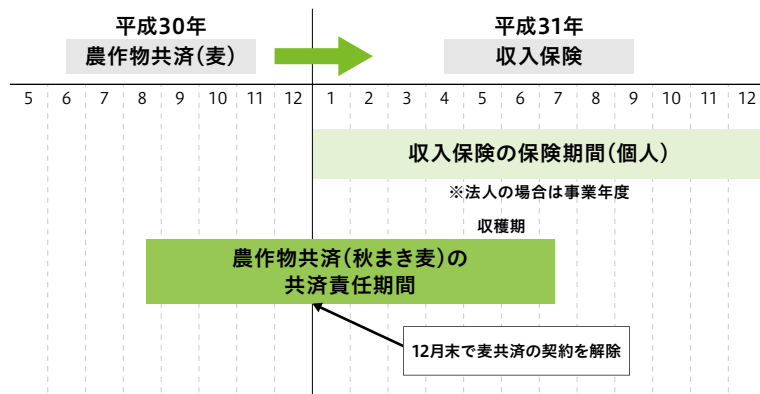 平成30年
平成31年
農作物共済(麦)
収入保険
5 6 7 8 9 10 11 12 1 2 3 4 5 6 7 8 9 10 11 12
収入保険の保険期間(個人)
※法人の場合は事業年度
収穫期
農作物共済(秋まき麦)の
共済責任期間
12月末で麦共済の契約を解除